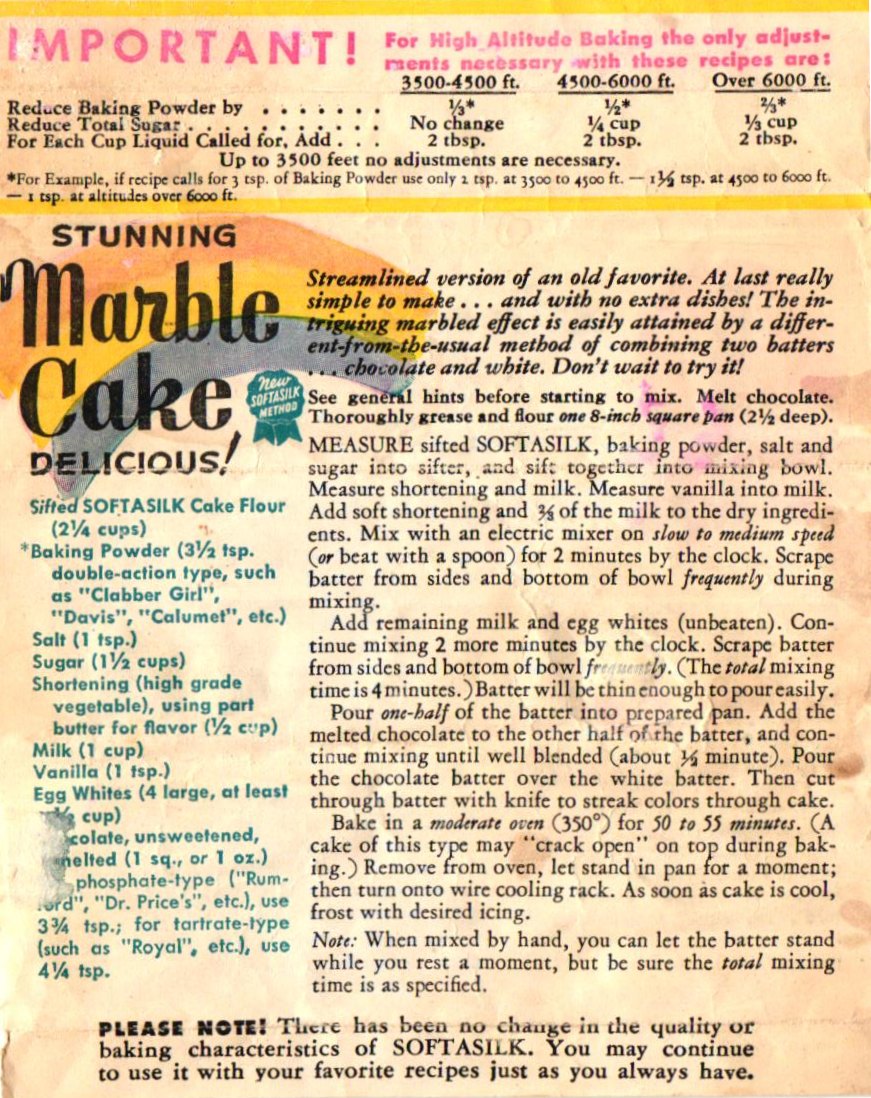 IMPORTANT!
For High Altitude Baking the only adjust-
ments necessary with these recipes are:
3500-4500 ft. 4500-6000 ft. Over 6000 ft.
Reduce Baking Powder by . . . . . . . ⅓* ½* ⅔*
Reduce Total Sugar . . . . . . . . . . . No change ¼ cup ⅓ cup
For Each Cup Liquid Called for, Add . . . 2 tbsp. 2 tbsp. 2 tbsp.
Up to 3500 feet no adjustments are necessary.
*For Example, if recipe calls for 3 tsp. of Baking Powder use only 2 tsp. at 3500 to 4500 ft. — 1½ tsp. at 4500 to 6000 ft.
— 1 tsp. at altitudes over 6000 ft.
STUNNING
Marble
Cake
DELICIOUS!
New
SOFTASILK
METHOD
Sifted SOFTASILK Cake Flour
(2¼ cups)
*Baking Powder (3½ tsp.
double-action type, such
as "Clabber Girl",
"Davis", "Calumet", etc.)
Salt (1 tsp.)
Sugar (1½ cups)
Shortening (high grade
vegetable), using part
butter for flavor (½ cup)
Milk (1 cup)
Vanilla (1 tsp.)
Egg Whites (4 large, at least
cup)
colate, unsweetened,
melted (1 sq., or 1 oz.)
phosphate-type ("Rum-
ord", "Dr. Price's", etc.), use
3¾ tsp.; for tartrate-type
(such as "Royal", etc.), use
4¼ tsp.
Streamlined version of an old favorite. At last really
simple to make . . . and with no extra dishes! The in-
triguing marbled effect is easily attained by a differ-
ent-from-the-usual method of combining two batters
. . . chocolate and white. Don't wait to try it!
See general hints before starting to mix. Melt chocolate.
Thoroughly grease and flour one 8-inch square pan (2½ deep).
MEASURE sifted SOFTASILK, baking powder, salt and
sugar into sifter, and sift together into mixing bowl.
Measure shortening and milk. Measure vanilla into milk.
Add soft shortening and ⅔ of the milk to the dry ingredi-
ents. Mix with an electric mixer on slow to medium speed
(or beat with a spoon) for 2 minutes by the clock. Scrape
batter from sides and bottom of bowl frequently during
mixing.
Add remaining milk and egg whites (unbeaten). Con-
tinue mixing 2 more minutes by the clock. Scrape batter
from sides and bottom of bowl frequently. (The total mixing
time is 4 minutes.) Batter will be thin enough to pour easily.
Pour one-half of the batter into prepared pan. Add the
melted chocolate to the other half of the batter, and con-
tinue mixing until well blended (about ½ minute). Pour
the chocolate batter over the white batter. Then cut
through batter with knife to streak colors through cake.
Bake in a moderate oven (350°) for 50 to 55 minutes. (A
cake of this type may "crack open" on top during bak-
ing.) Remove from oven, let stand in pan for a moment;
then turn onto wire cooling rack. As soon as cake is cool,
frost with desired icing.
Note: When mixed by hand, you can let the batter stand
while you rest a moment, but be sure the total mixing
time is as specified.
PLEASE NOTE! There has been no change in the quality or
baking characteristics of SOFTASILK. You may continue
to use it with your favorite recipes just as you always have.